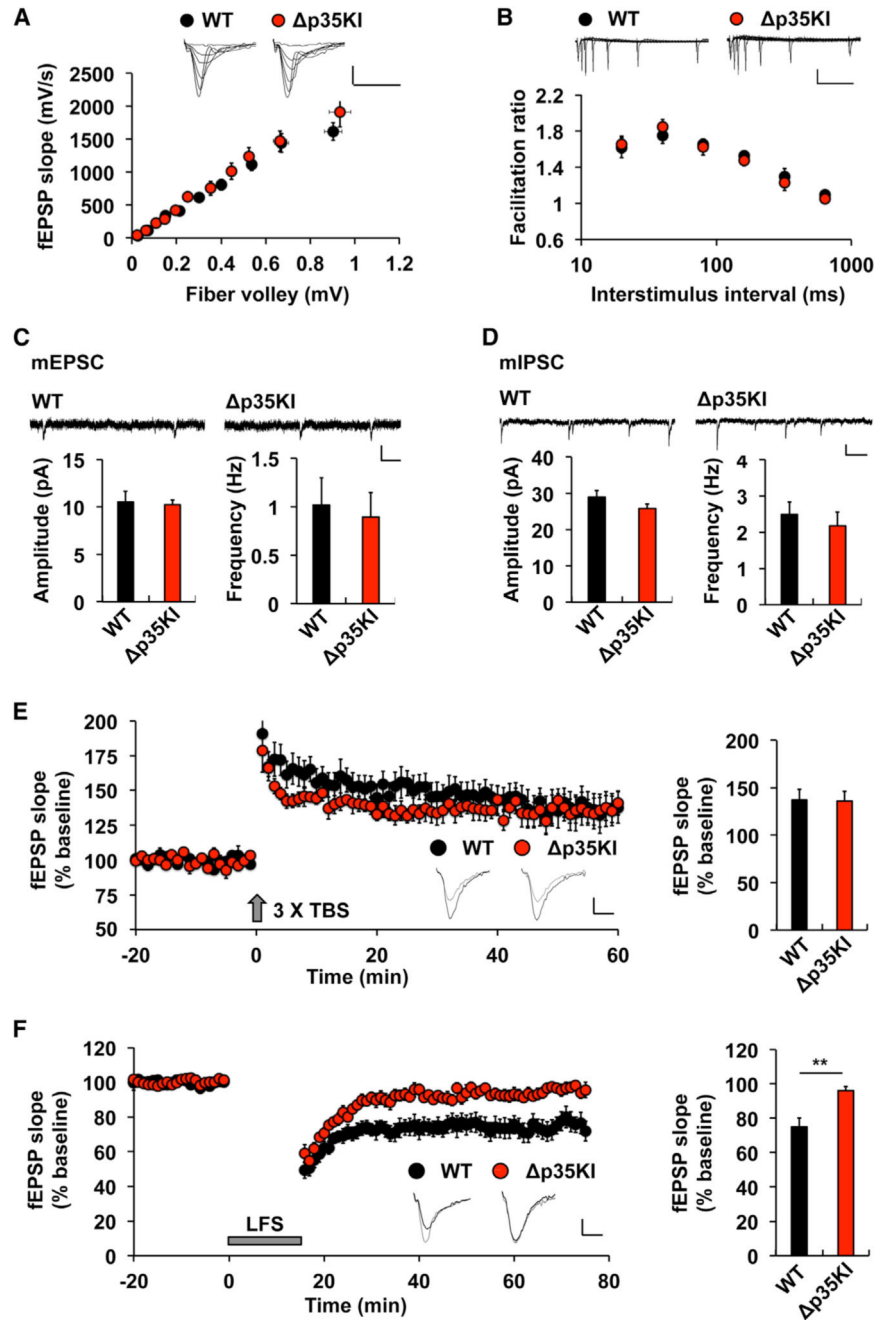 A
WT Δp35KI
fEPSP slope (mV/s)
2500
2000
1500
1000
500
0
0 0.2 0.4 0.6 0.8 1 1.2
Fiber volley (mV)
B
WT Δp35KI
Facilitation ratio
2.2
1.8
1.4
1
0.6
10 100 1000
Interstimulus interval (ms)
C
mEPSC
WT Δp35KI
Amplitude (pA)
15
10
5
0
WT Δp35KI
Frequency (Hz)
1.5
1
0.5
0
WT Δp35KI
D
mIPSC
WT Δp35KI
Amplitude (pA)
40
30
20
10
0
WT Δp35KI
Frequency (Hz)
4
3
2
1
0
WT Δp35KI
E
fEPSP slope
(% baseline)
200
175
150
125
100
75
50
WT Δp35KI
3 X TBS
-20 0 20 40 60
Time (min)
fEPSP slope
(% baseline)
200
150
100
50
0
WT Δp35KI
F
fEPSP slope
(% baseline)
120
100
80
60
40
20
0
WT Δp35KI
LFS
-20 0 20 40 60 80
Time (min)
fEPSP slope
(% baseline)
120
100
80
60
40
20
0
**
WT Δp35KI